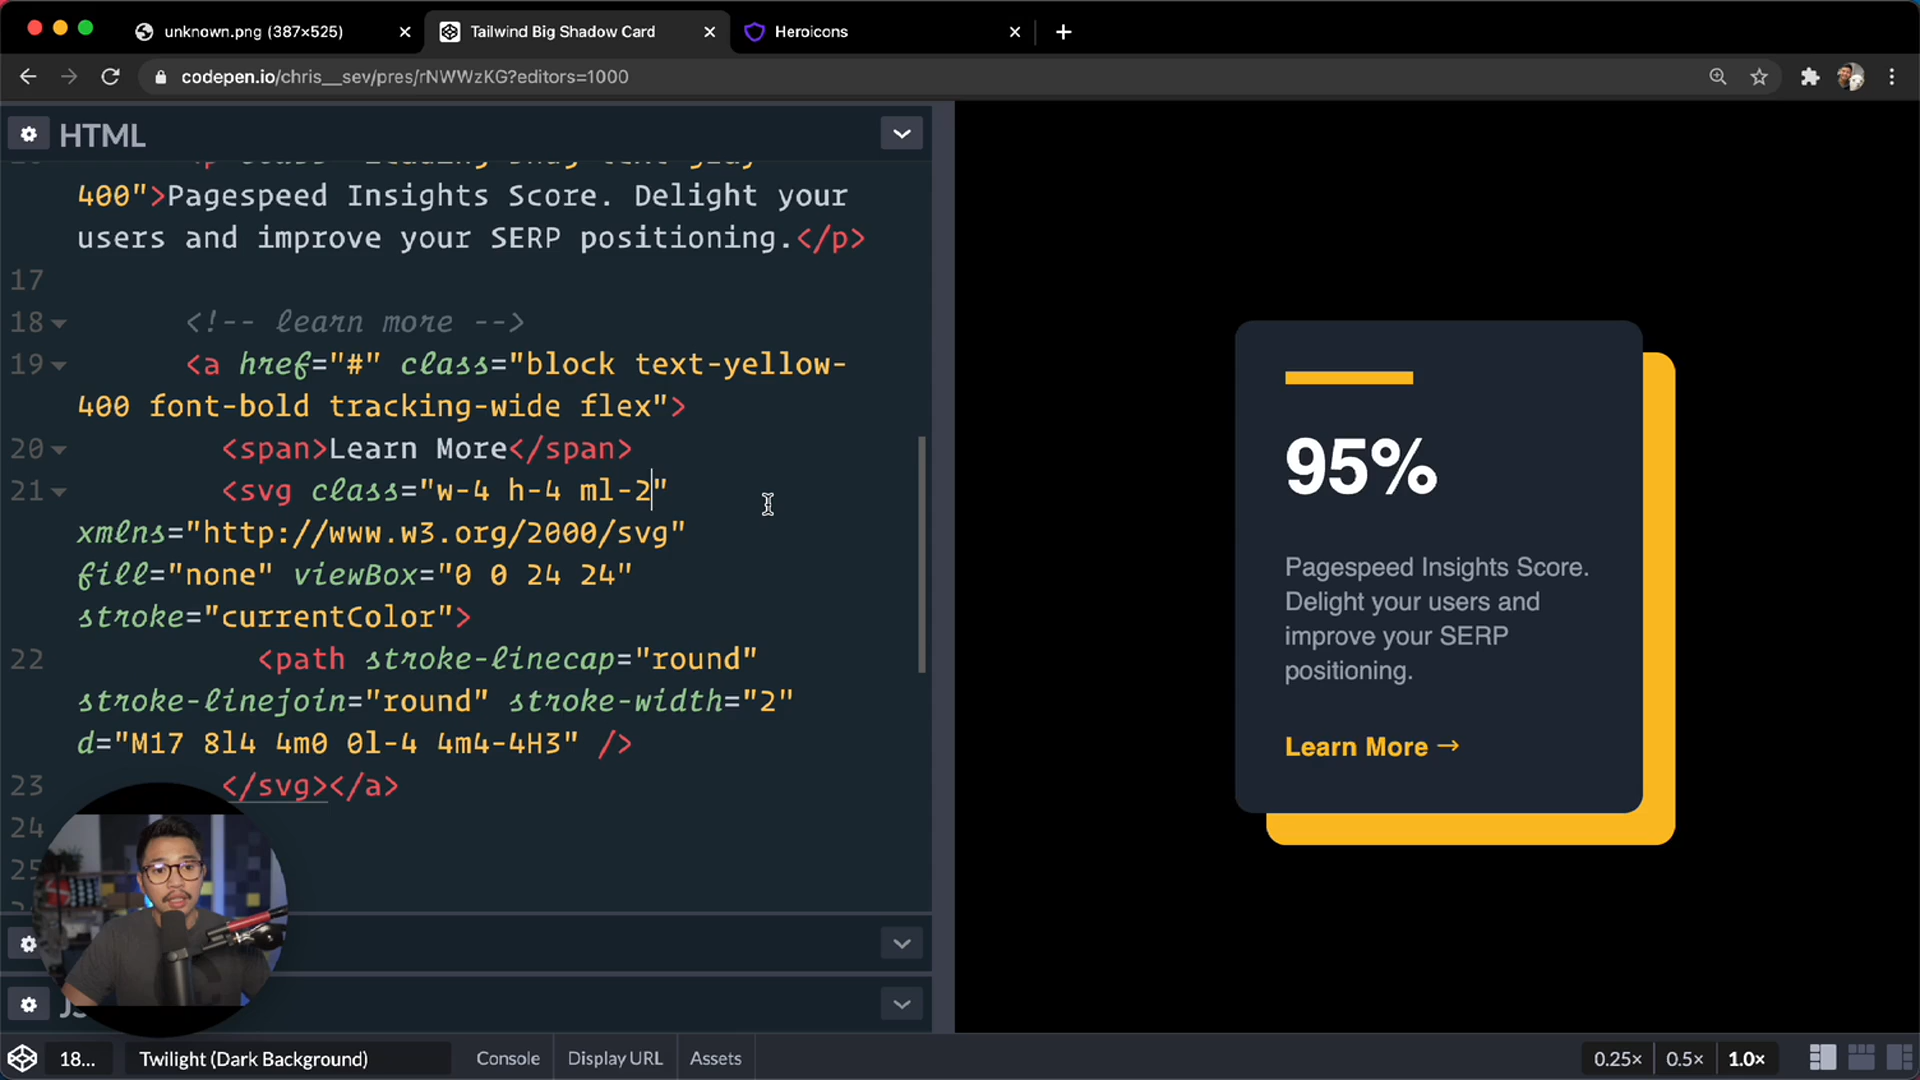 unknown.png (387×525)
Tailwind Big Shadow Card
Heroicons
codepen.io/chris__sev/pres/rNWWzKG?editors=1000
HTML
400">Pagespeed Insights Score. Delight your
users and improve your SERP positioning.</p>
17
18 <!-- learn more -->
19 <a href="#" class="block text-yellow-
400 font-bold tracking-wide flex">
20 <span>Learn More</span>
21 <svg class="w-4 h-4 ml-2"
xmlns="http://www.w3.org/2000/svg"
fill="none" viewBox="0 0 24 24"
stroke="currentColor">
22 <path stroke-linecap="round"
stroke-linejoin="round" stroke-width="2"
d="M17 8l4 4m0 0l-4 4m4-4H3" />
23 </svg></a>
24
25
95%
Pagespeed Insights Score.
Delight your users and
improve your SERP
positioning.
Learn More →
18...
Twilight (Dark Background)
Console
Display URL
Assets
0.25×
0.5×
1.0×